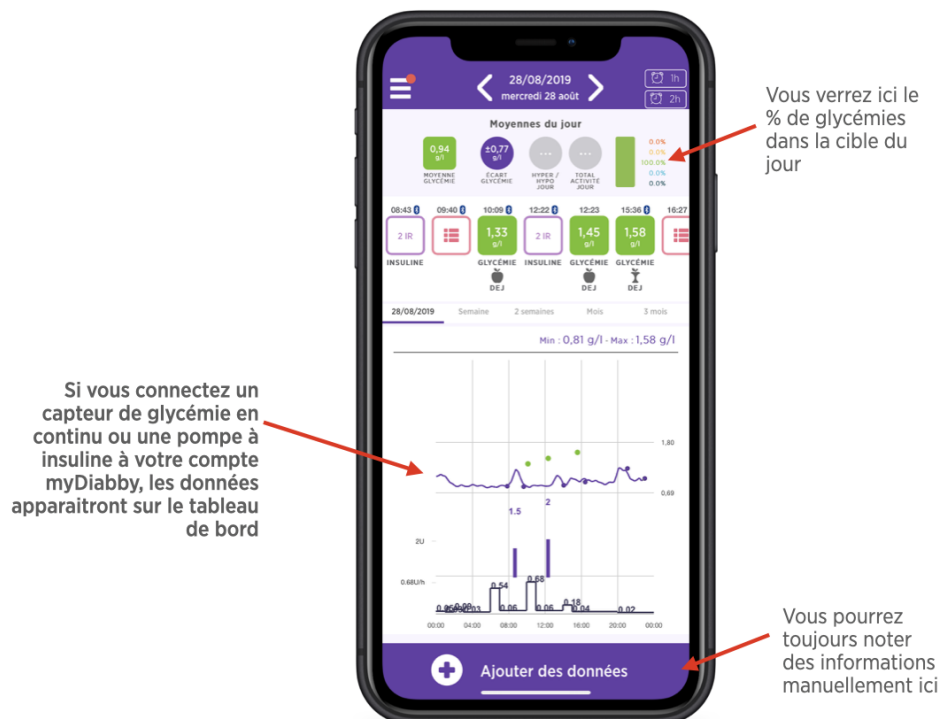 28/08/2019
mercredi 28 août
1h
2h
Moyennes du jour
0,94
g/l
MOYENNE
GLYCÉMIE
±0,77
g/l
ÉCART
GLYCÉMIE
...
HYPER /
HYPO
JOUR
...
TOTAL
ACTIVITÉ
JOUR
0.0%
0.0%
100.0%
0.0%
0.0%
Vous verrez ici le
% de glycémies
dans la cible du
jour
08:43 09:40 10:09 12:22 12:23 15:36 16:27
2 IR 1,33 g/l 2 IR 1,45 g/l 1,58 g/l
INSULINE GLYCÉMIE INSULINE GLYCÉMIE GLYCÉMIE
DEJ DEJ DEJ
28/08/2019 Semaine 2 semaines Mois 3 mois
Min : 0,81 g/l - Max : 1,58 g/l
Si vous connectez un
capteur de glycémie en
continu ou une pompe à
insuline à votre compte
myDiabby, les données
apparaitront sur le tableau
de bord
1,80
0,69
1.5 2
2U
0.68U/h
0.54 0.68
0.06 0.06 0.18 0.04 0.02
00:00 04:00 08:00 12:00 16:00 20:00 00:00
Ajouter des données
Vous pourrez
toujours noter
des informations
manuellement ici